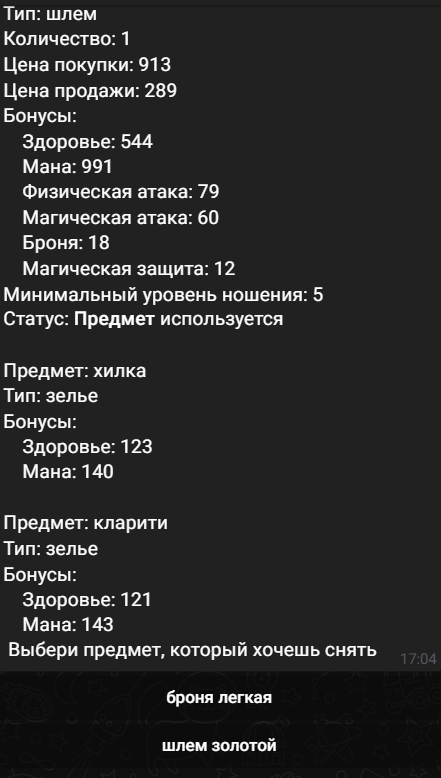 Тип: шлем
Количество: 1
Цена покупки: 913
Цена продажи: 289
Бонусы:
Здоровье: 544
Мана: 991
Физическая атака: 79
Магическая атака: 60
Броня: 18
Магическая защита: 12
Минимальный уровень ношения: 5
Статус: Предмет используется
Предмет: хилка
Тип: зелье
Бонусы:
Здоровье: 123
Мана: 140
Предмет: кларити
Тип: зелье
Бонусы:
Здоровье: 121
Мана: 143
Выбери предмет, который хочешь снять
17:04
броня легкая
шлем золотой